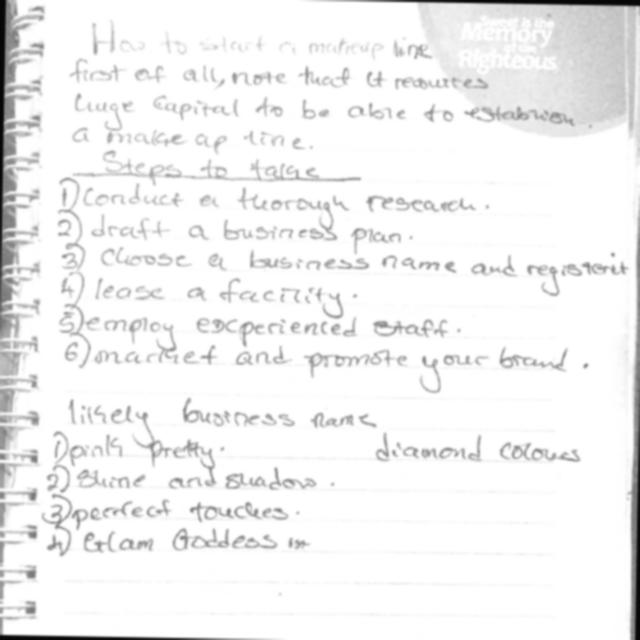 Sweet is the
Memory
of the
Righteous
How to start a makeup line
first of all, note that it requires
huge capital to be able to establish
a make up line.
Steps to take
1) Conduct a thorough research.
2) draft a business plan.
3) Choose a business name and register it
4) lease a facility.
5) employ experienced staff.
6) market and promote your brand.
likely business name
1) pink pretty. diamond colours
2) Shine and shadow.
3) perfect touches.
4) Glam Goddess